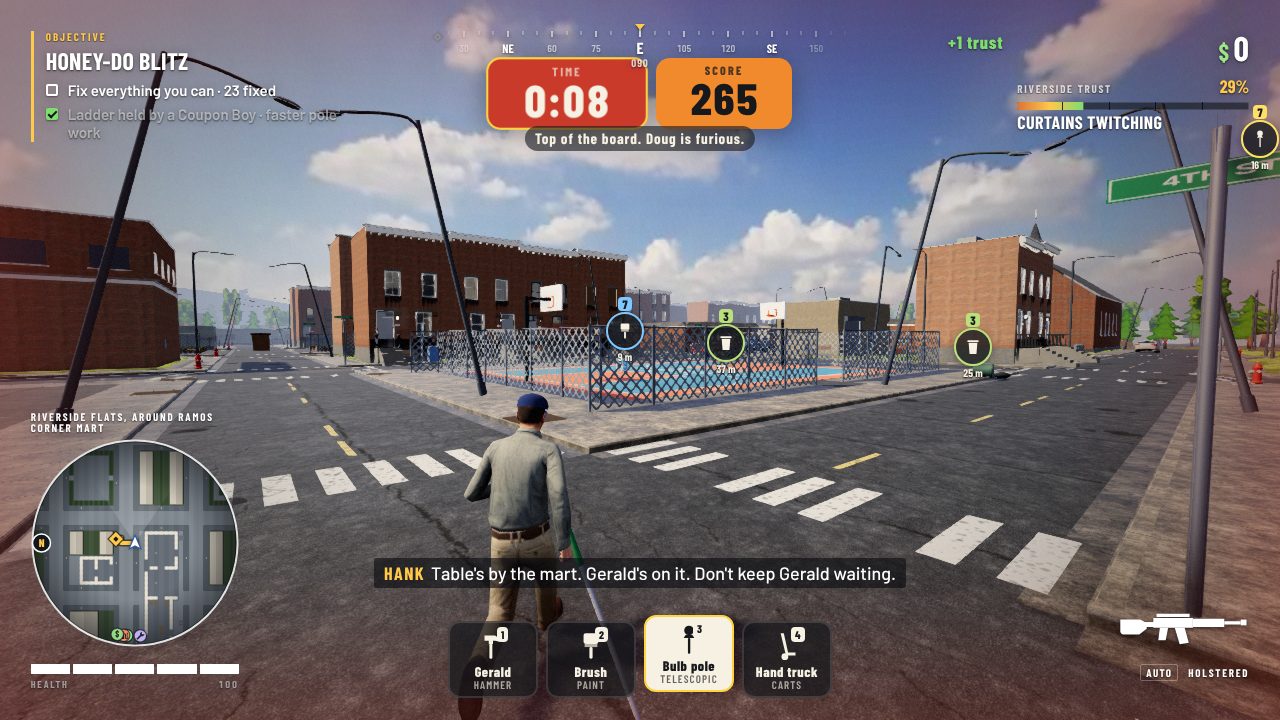 OBJECTIVE
HONEY-DO BLITZ
Fix everything you can · 23 fixed
Ladder held by a Coupon Boy · faster pole work
30 NE 60 75 E 105 120 SE 150
090
TIME
0:08
SCORE
265
Top of the board. Doug is furious.
+1 trust
$0
RIVERSIDE TRUST 29%
CURTAINS TWITCHING
7
16 m
4TH ST
7
9 m
3
37 m
3
25 m
RIVERSIDE FLATS, AROUND RAMOS
CORNER MART
N
$
HEALTH 100
HANK Table's by the mart. Gerald's on it. Don't keep Gerald waiting.
1
Gerald
HAMMER
2
Brush
PAINT
3
Bulb pole
TELESCOPIC
4
Hand truck
CARTS
AUTO HOLSTERED